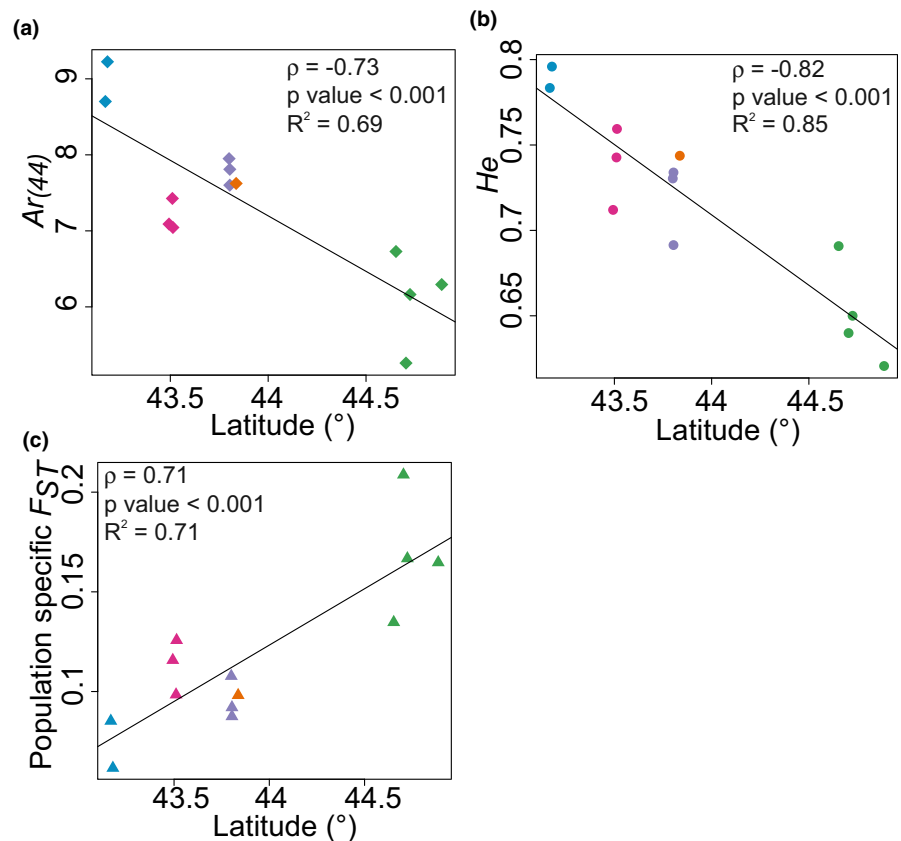 (a)
ρ = -0.73
p value < 0.001
R² = 0.69
Ar(44)
9
8
7
6
43.5 44 44.5
Latitude (°)
(b)
ρ = -0.82
p value < 0.001
R² = 0.85
He
0.8
0.75
0.7
0.65
43.5 44 44.5
Latitude (°)
(c)
ρ = 0.71
p value < 0.001
R² = 0.71
Population specific FST
0.2
0.15
0.1
43.5 44 44.5
Latitude (°)